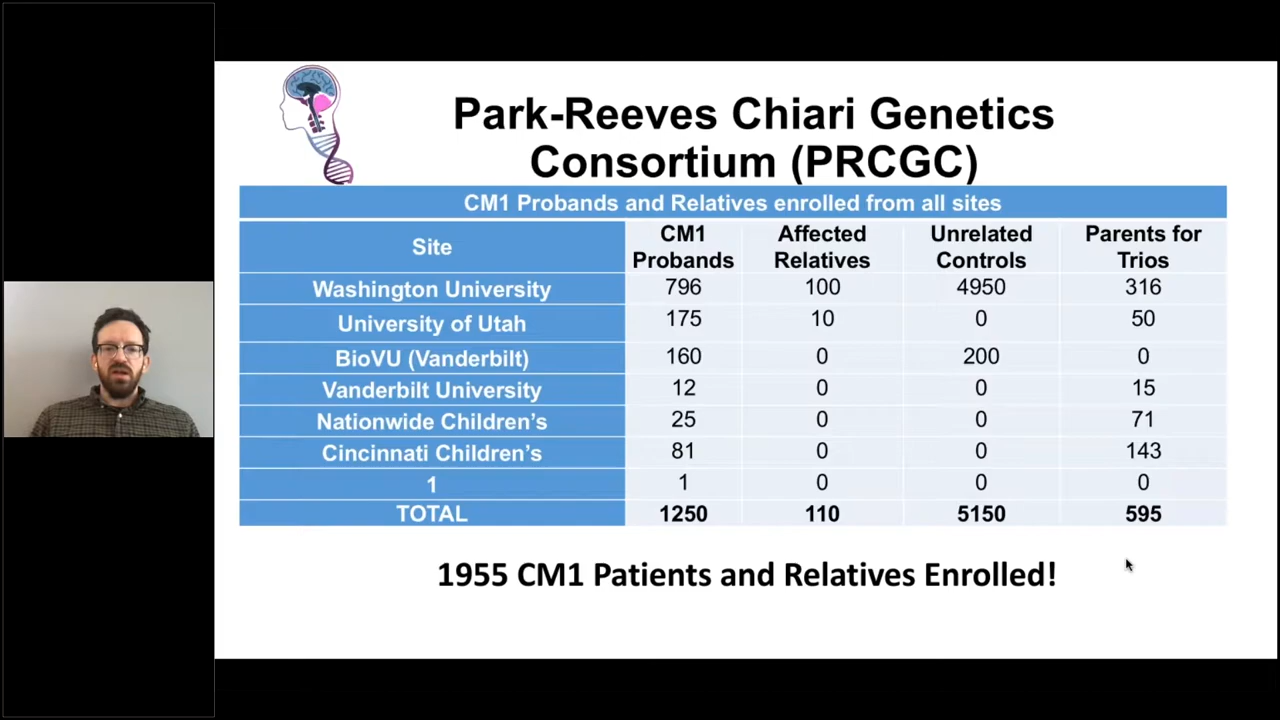 Park-Reeves Chiari Genetics
Consortium (PRCGC)
CM1 Probands and Relatives enrolled from all sites
Site CM1 Probands Affected Relatives Unrelated Controls Parents for Trios
Washington University 796 100 4950 316
University of Utah 175 10 0 50
BioVU (Vanderbilt) 160 0 200 0
Vanderbilt University 12 0 0 15
Nationwide Children's 25 0 0 71
Cincinnati Children's 81 0 0 143
1 1 0 0 0
TOTAL 1250 110 5150 595
1955 CM1 Patients and Relatives Enrolled!